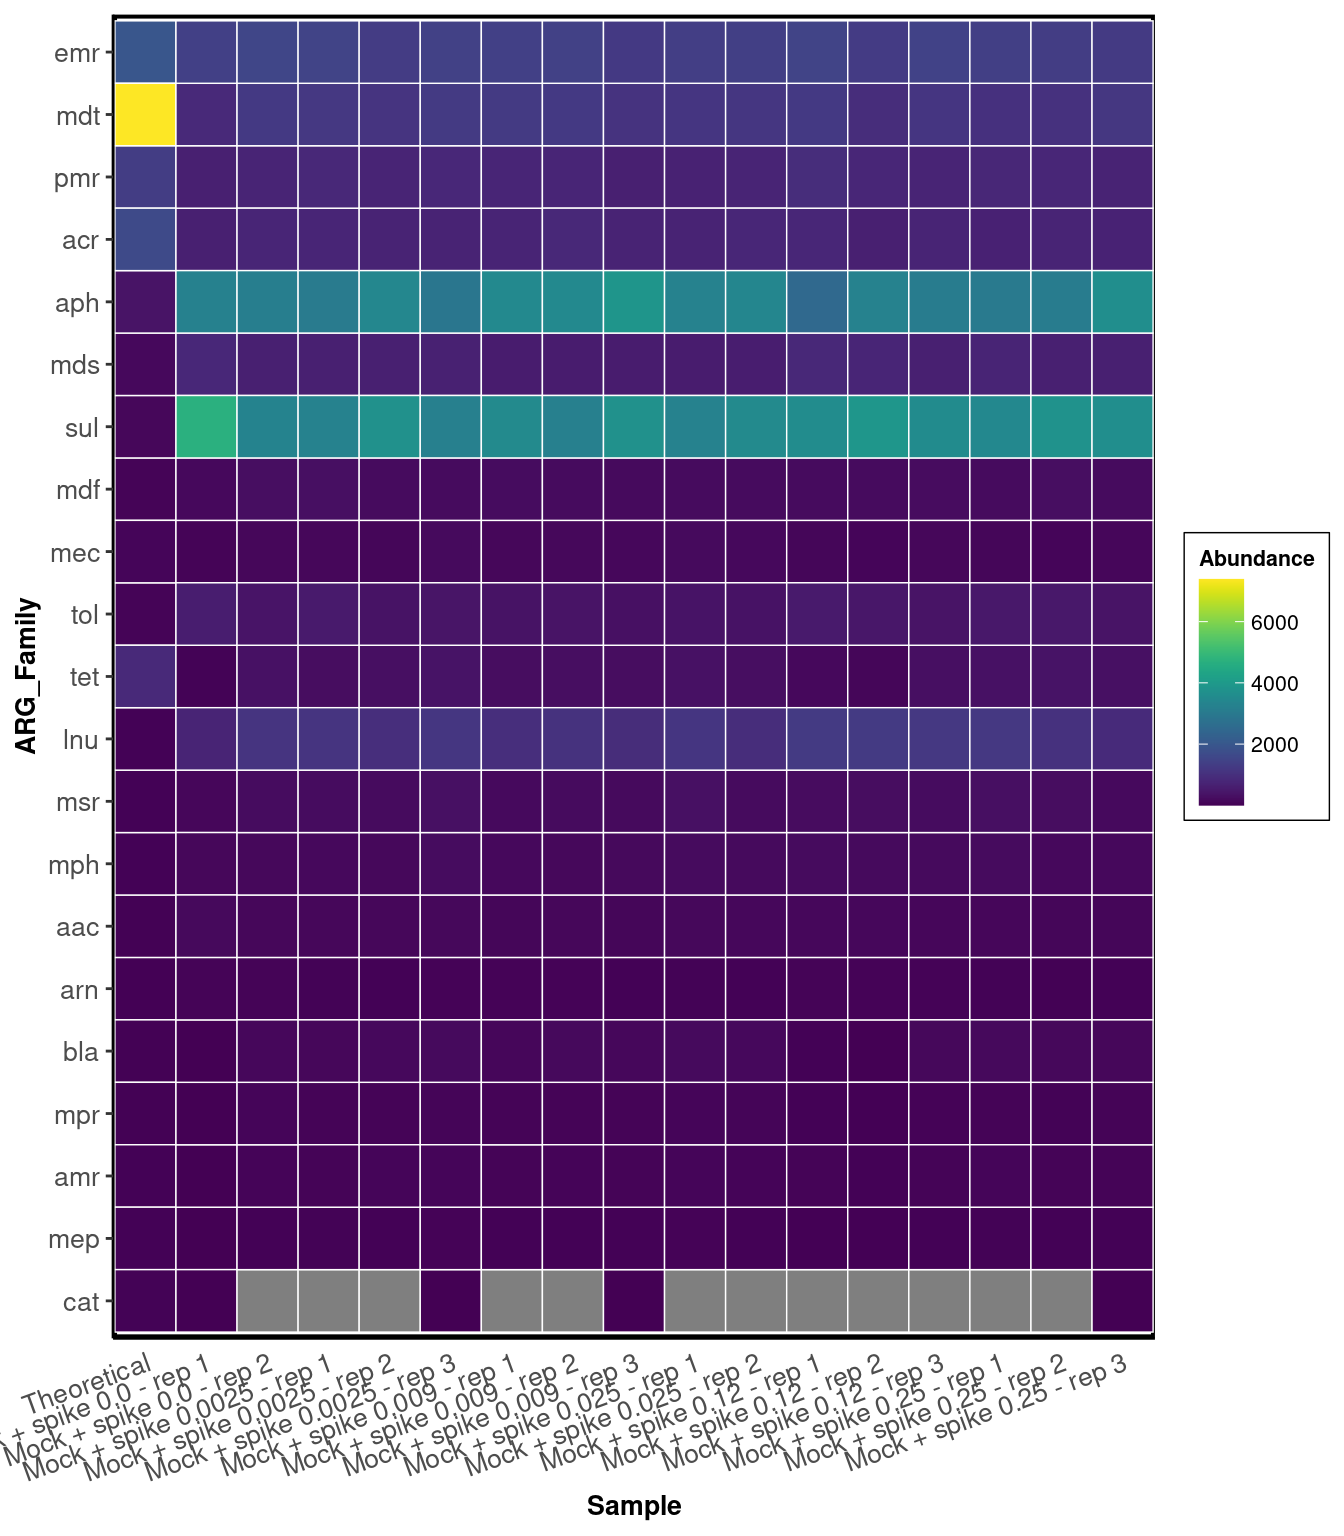 emr
mdt
pmr
acr
aph
mds
sul
mdf
mec
tol
tet
lnu
msr
mph
aac
arn
bla
mpr
amr
mep
cat
ARG_Family
Theoretical
+ spike 0.0 - rep 1
Mock + spike 0.0 - rep 2
Mock + spike 0.0025 - rep 1
Mock + spike 0.0025 - rep 2
Mock + spike 0.0025 - rep 3
Mock + spike 0.009 - rep 1
Mock + spike 0.009 - rep 2
Mock + spike 0.009 - rep 3
Mock + spike 0.025 - rep 1
Mock + spike 0.025 - rep 2
Mock + spike 0.12 - rep 1
Mock + spike 0.12 - rep 2
Mock + spike 0.12 - rep 3
Mock + spike 0.25 - rep 1
Mock + spike 0.25 - rep 2
Mock + spike 0.25 - rep 3
Sample
Abundance
6000
4000
2000